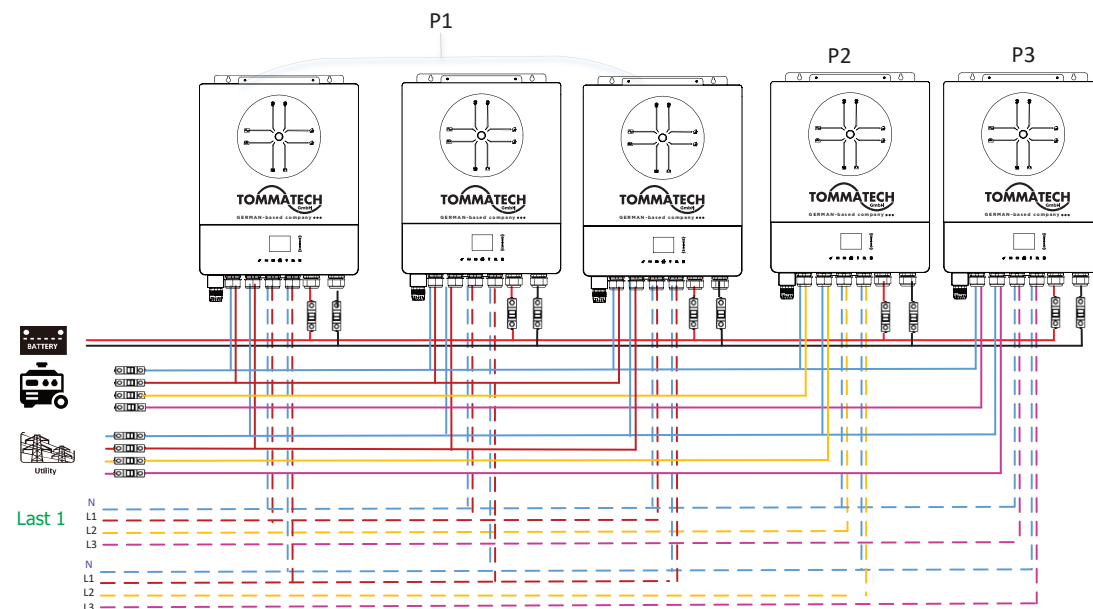 P1
P2
P3
TOMMATECH
GmbH
GERMAN-based company
TOMMATECH
GmbH
GERMAN-based company
TOMMATECH
GmbH
GERMAN-based company
TOMMATECH
GmbH
GERMAN-based company
TOMMATECH
GmbH
GERMAN-based company
BATTERY
Utility
Last 1
N
L1
L2
L3
N
L1
L2
L3